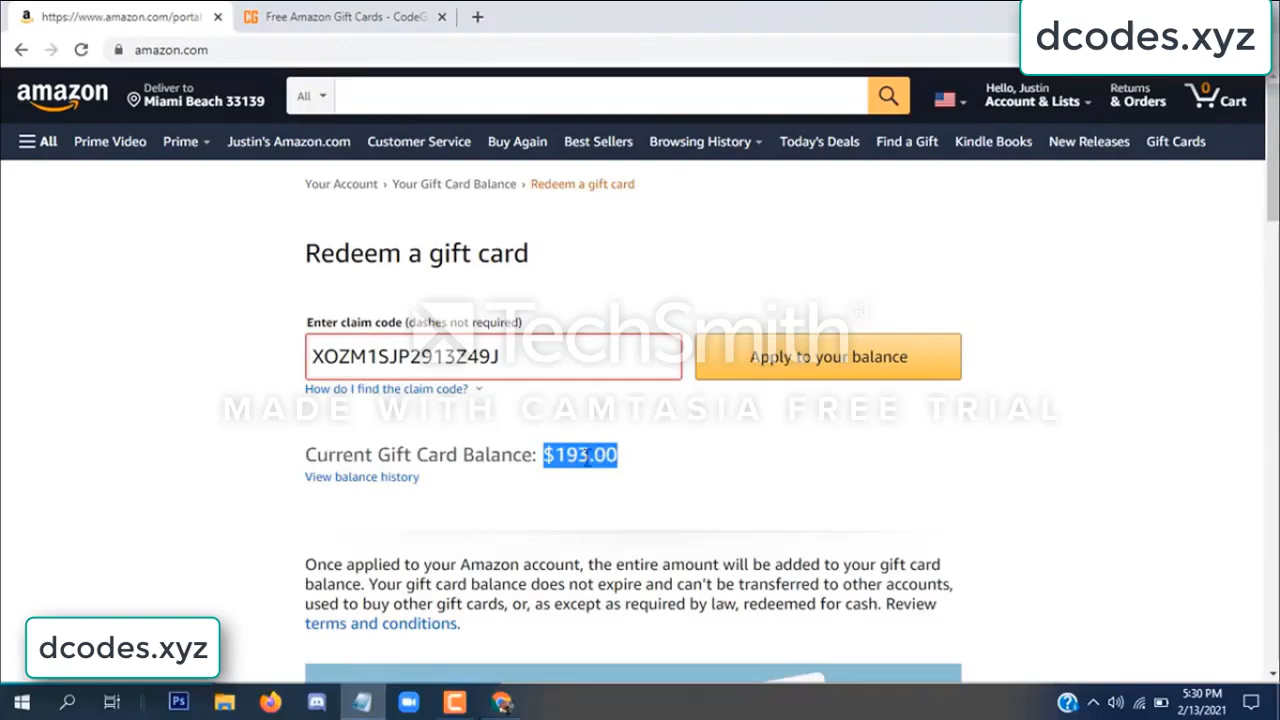 https://www.amazon.com/portal
Free Amazon Gift Cards - CodeG
amazon.com
dcodes.xyz
amazon
Deliver to
Miami Beach 33139
All
Hello, Justin
Account & Lists
Returns
& Orders
0
Cart
All
Prime Video
Prime
Justin's Amazon.com
Customer Service
Buy Again
Best Sellers
Browsing History
Today's Deals
Find a Gift
Kindle Books
New Releases
Gift Cards
Your Account › Your Gift Card Balance › Redeem a gift card
Redeem a gift card
Enter claim code (dashes not required)
TechSmith®
XOZM1SJP2913Z49J
Apply to your balance
How do I find the claim code?
MADE WITH CAMTASIA FREE TRIAL
Current Gift Card Balance: $193.00
View balance history
Once applied to your Amazon account, the entire amount will be added to your gift card
balance. Your gift card balance does not expire and can't be transferred to other accounts,
used to buy other gift cards, or, as except as required by law, redeemed for cash. Review
terms and conditions.
dcodes.xyz
Ps
5:30 PM
2/13/2021